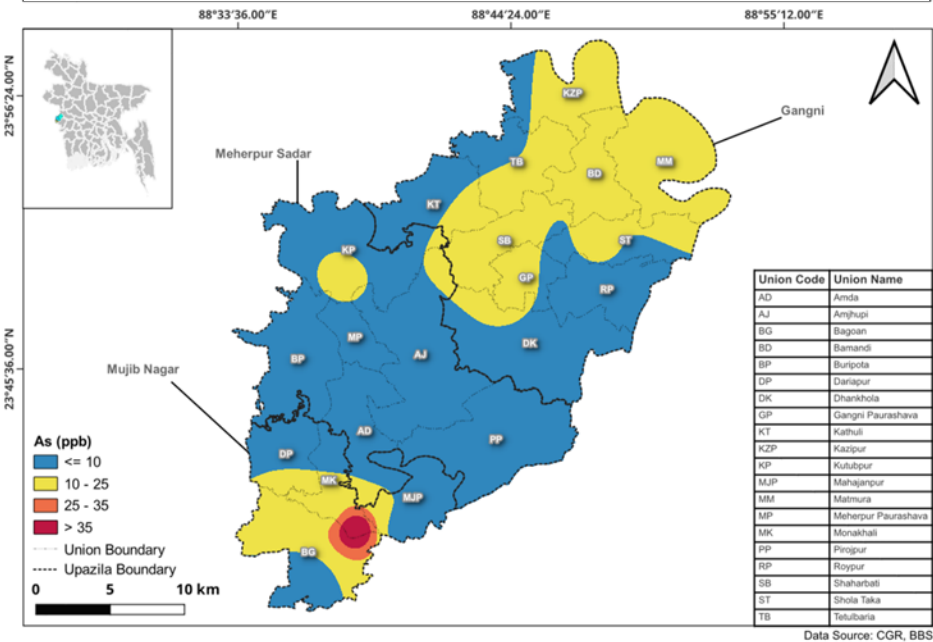 88°33′36.00″E 88°44′24.00″E 88°55′12.00″E
23°56′24.00″N
23°45′36.00″N
Gangni
Meherpur Sadar
Mujib Nagar
KZP
TB
BD
MM
KT
KP
SB
ST
GP
RP
MP
AJ
DK
BP
AD
PP
DP
MK
MJP
BG
As (ppb)
<= 10
10 - 25
25 - 35
> 35
Union Boundary
Upazila Boundary
0 5 10 km
Union Code Union Name
AD Amda
AJ Amjhupi
BG Bagoan
BD Bamandi
BP Buripota
DP Dariapur
DK Dhankhola
GP Gangni Paurashava
KT Kathuli
KZP Kazipur
KP Kutubpur
MJP Mahajanpur
MM Matmura
MP Meherpur Paurashava
MK Monakhali
PP Pirojpur
RP Roypur
SB Shaharbati
ST Shola Taka
TB Tetulbaria
Data Source: CGR, BBS